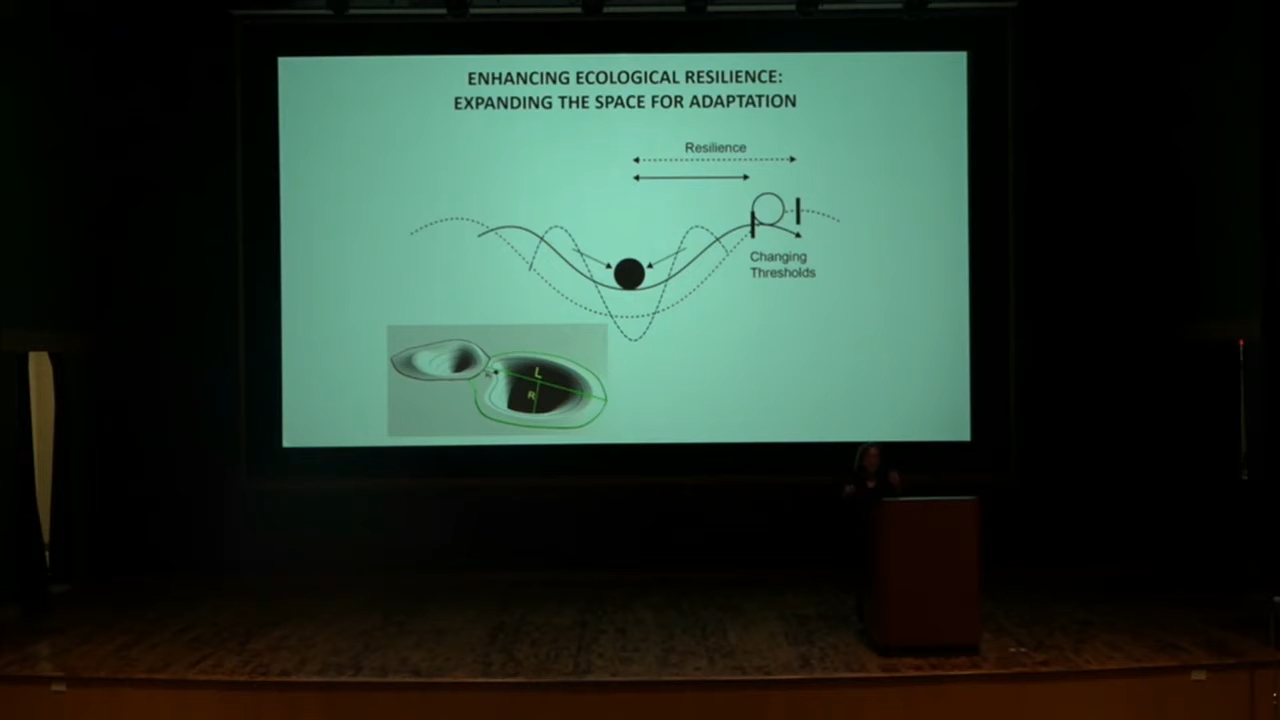 ENHANCING ECOLOGICAL RESILIENCE:
EXPANDING THE SPACE FOR ADAPTATION
Resilience
Changing
Thresholds
L
R